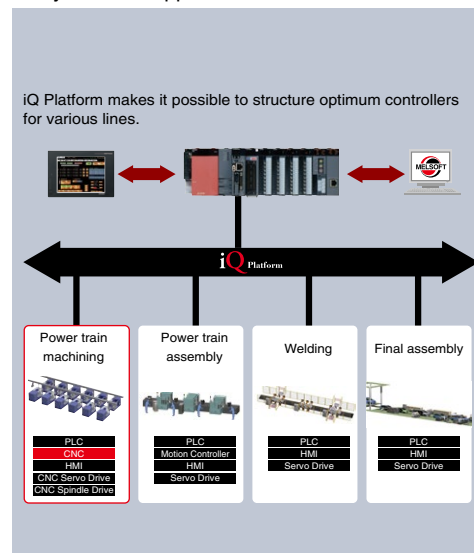 iQ Platform makes it possible to structure optimum controllers
for various lines.
MELSOFT
iQ Platform
Power train
machining
PLC
CNC
HMI
CNC Servo Drive
CNC Spindle Drive
Power train
assembly
PLC
Motion Controller
HMI
Servo Drive
Welding
PLC
HMI
Servo Drive
Final assembly
PLC
HMI
Servo Drive